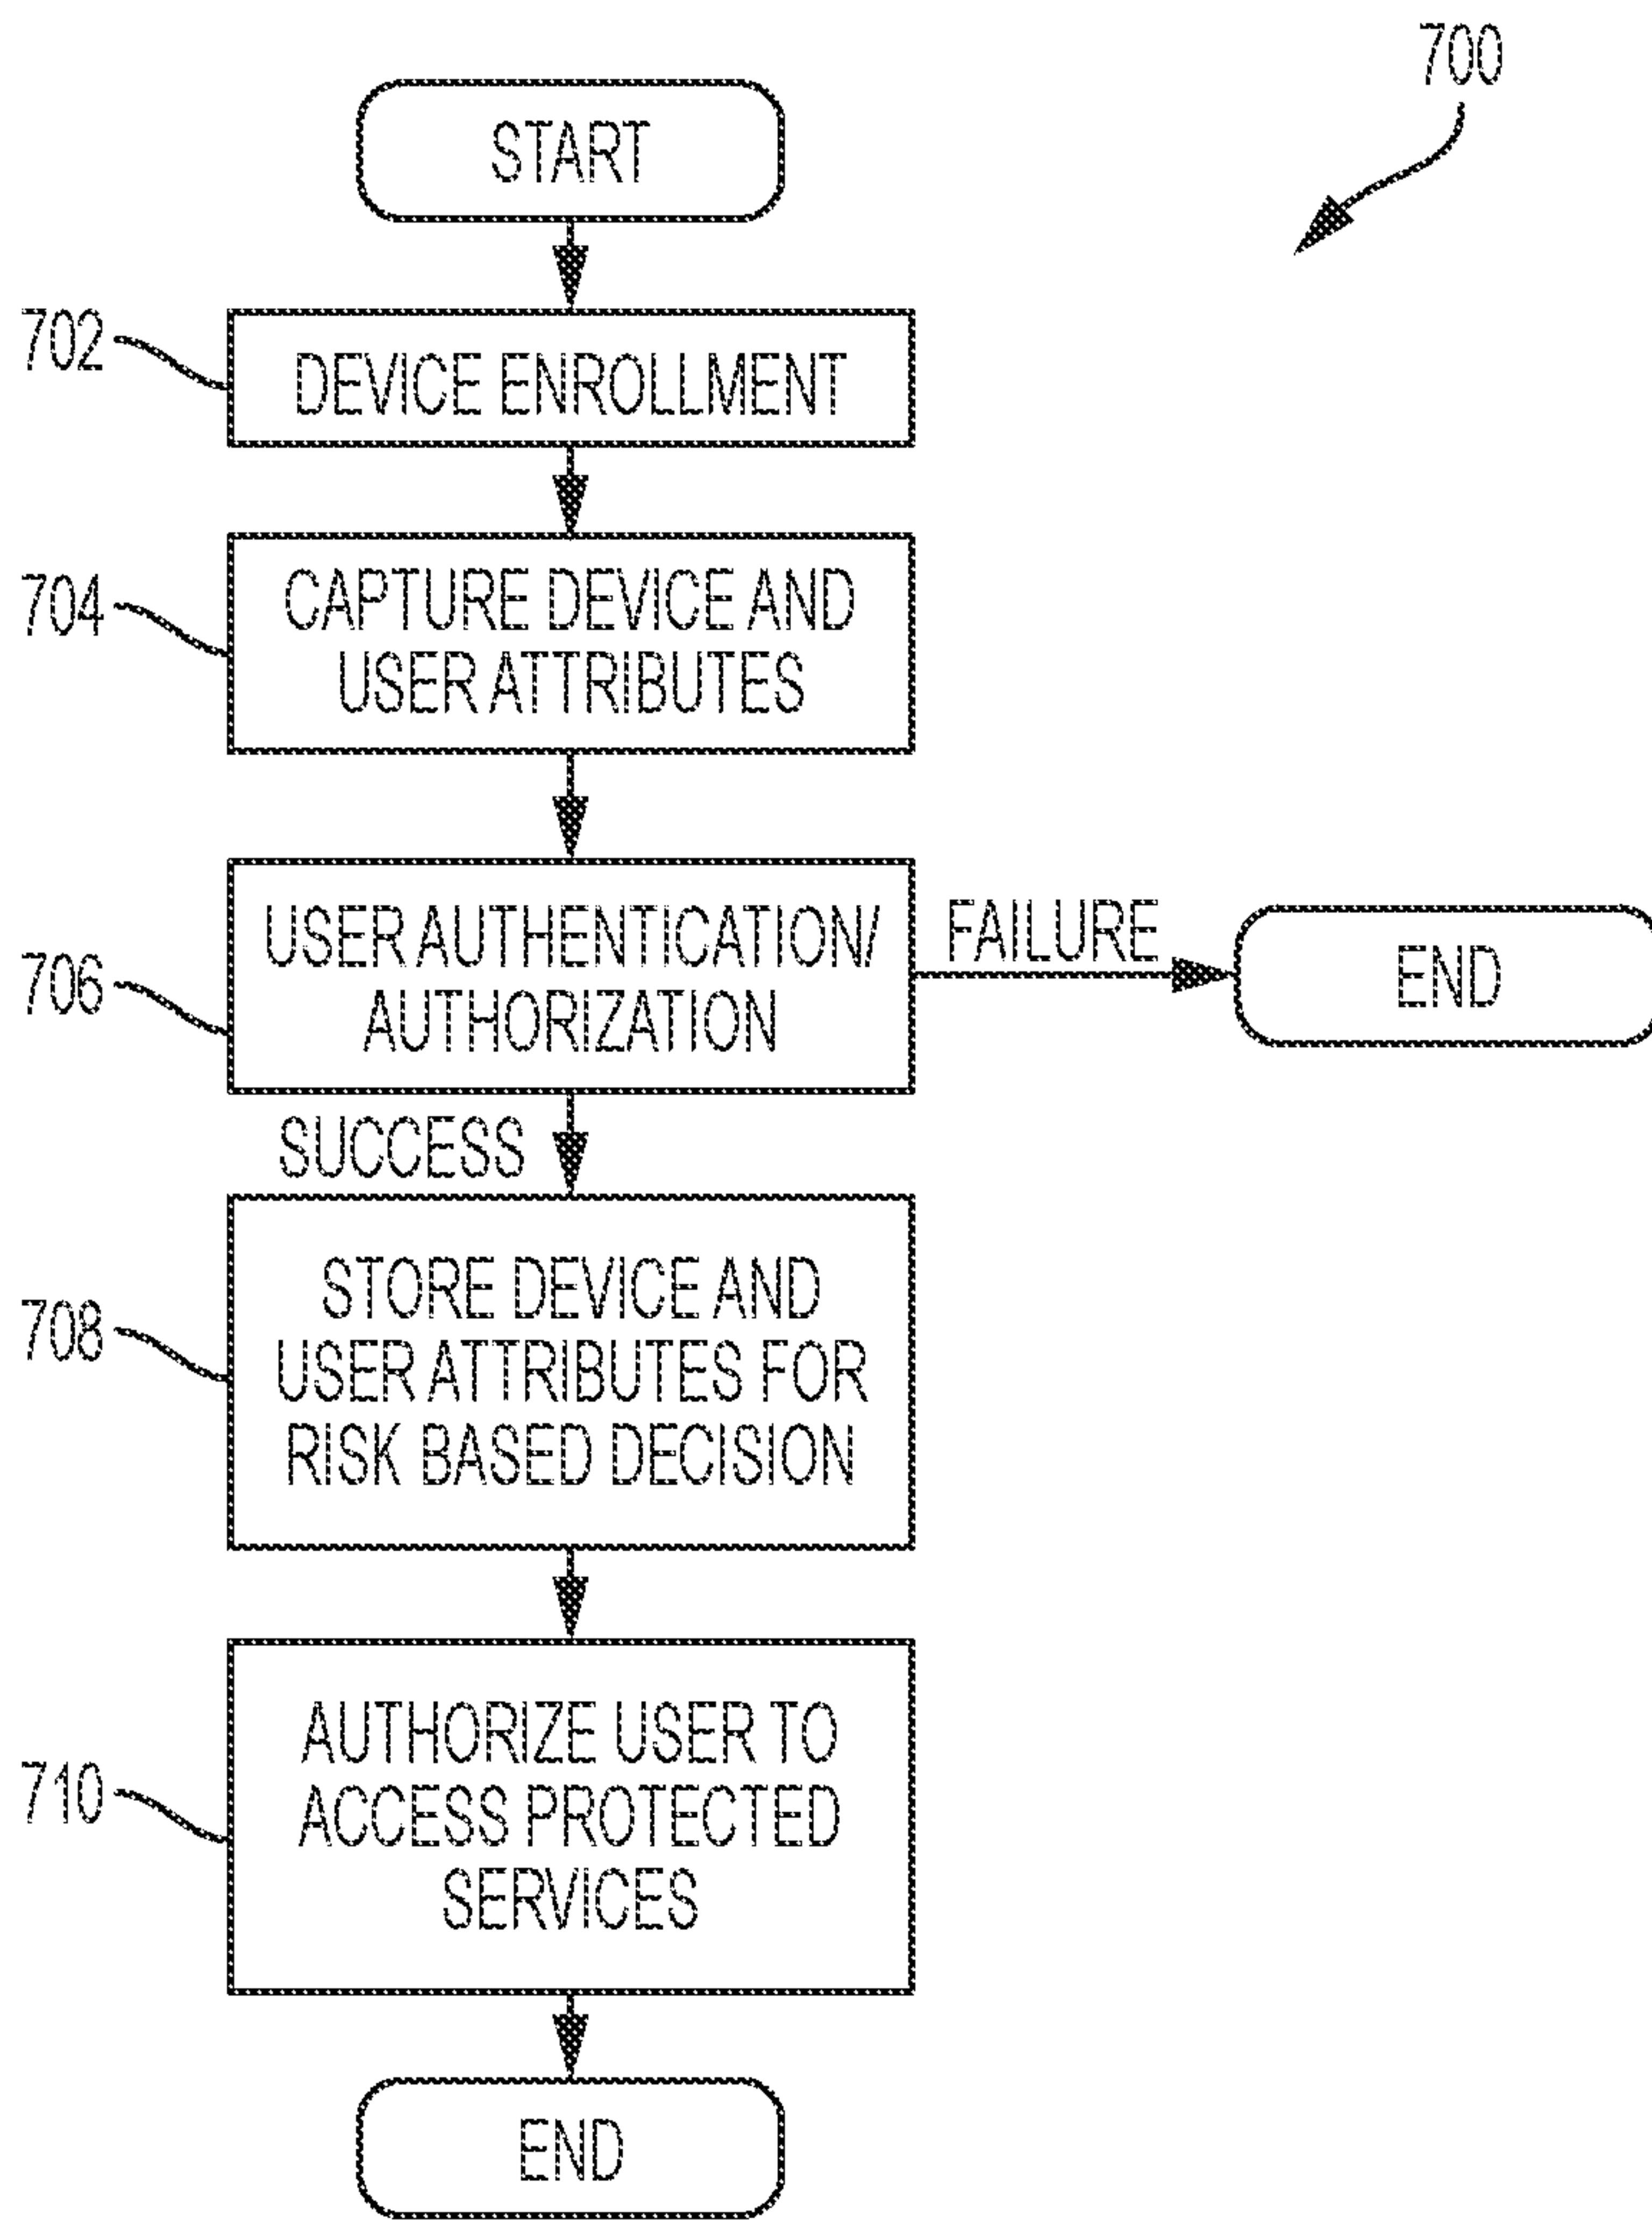 700
START
702
DEVICE ENROLLMENT
704
CAPTURE DEVICE AND
USER ATTRIBUTES
706
USER AUTHENTICATION/
AUTHORIZATION
FAILURE
END
SUCCESS
708
STORE DEVICE AND
USER ATTRIBUTES FOR
RISK BASED DECISION
710
AUTHORIZE USER TO
ACCESS PROTECTED
SERVICES
END